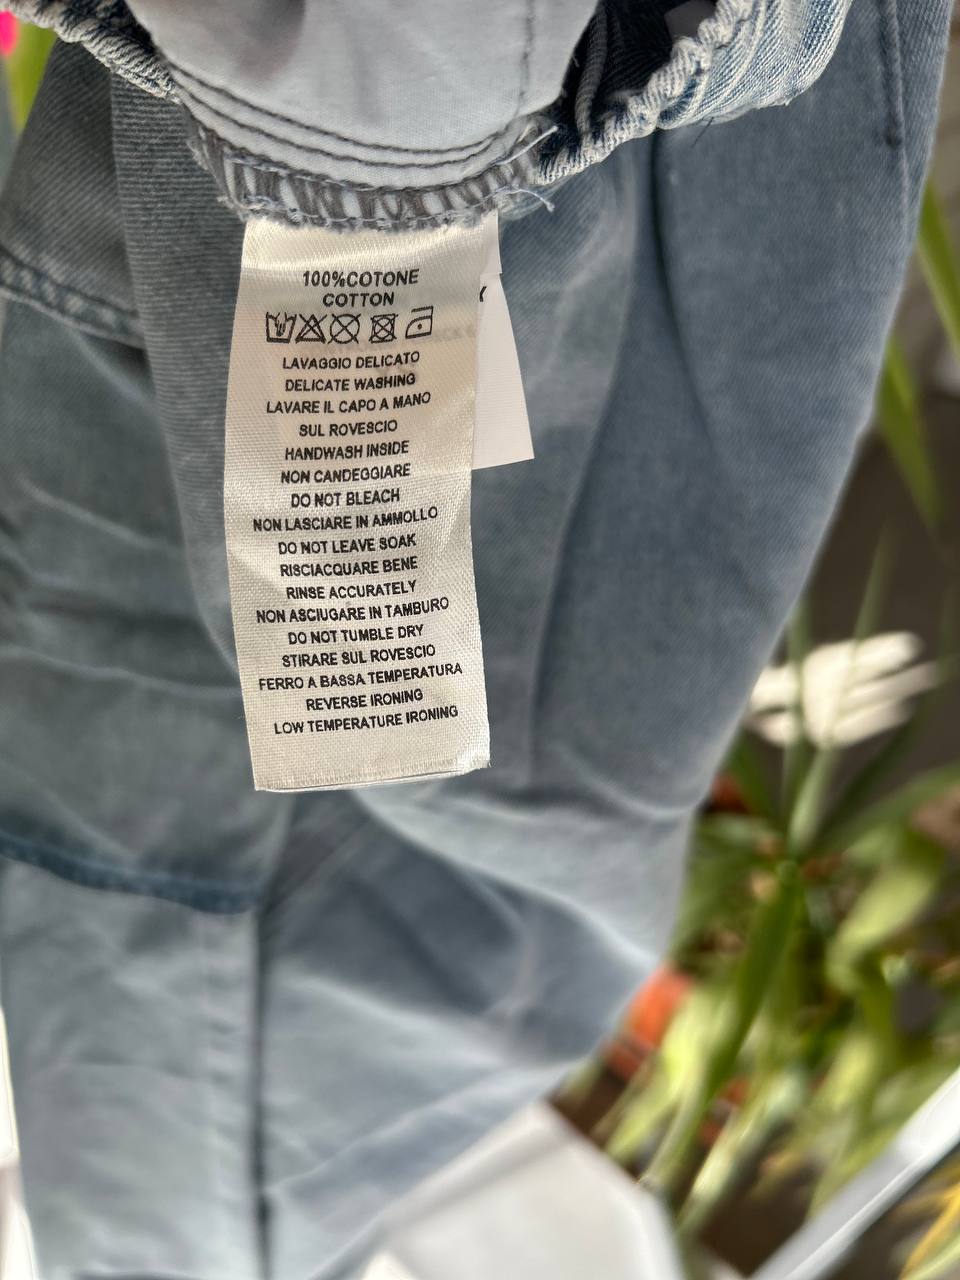 100%COTONE
COTTON
LAVAGGIO DELICATO
DELICATE WASHING
LAVARE IL CAPO A MANO
SUL ROVESCIO
HANDWASH INSIDE
NON CANDEGGIARE
DO NOT BLEACH
NON LASCIARE IN AMMOLLO
DO NOT LEAVE SOAK
RISCIACQUARE BENE
RINSE ACCURATELY
NON ASCIUGARE IN TAMBURO
DO NOT TUMBLE DRY
STIRARE SUL ROVESCIO
FERRO A BASSA TEMPERATURA
REVERSE IRONING
LOW TEMPERATURE IRONING